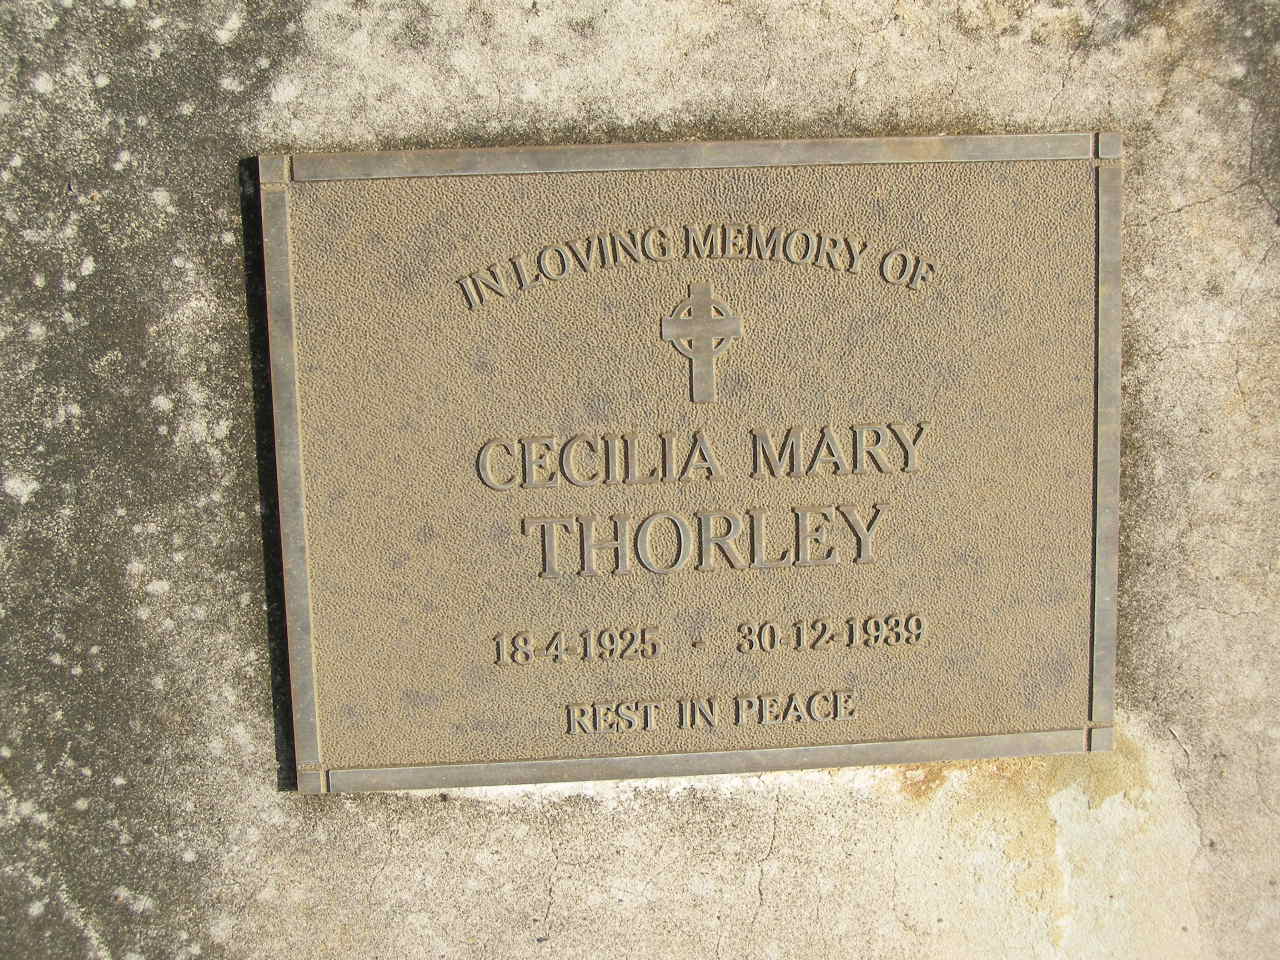 IN LOVING MEMORY OF
CECILIA MARY
THORLEY
18-4-1925 - 30-12-1939
REST IN PEACE